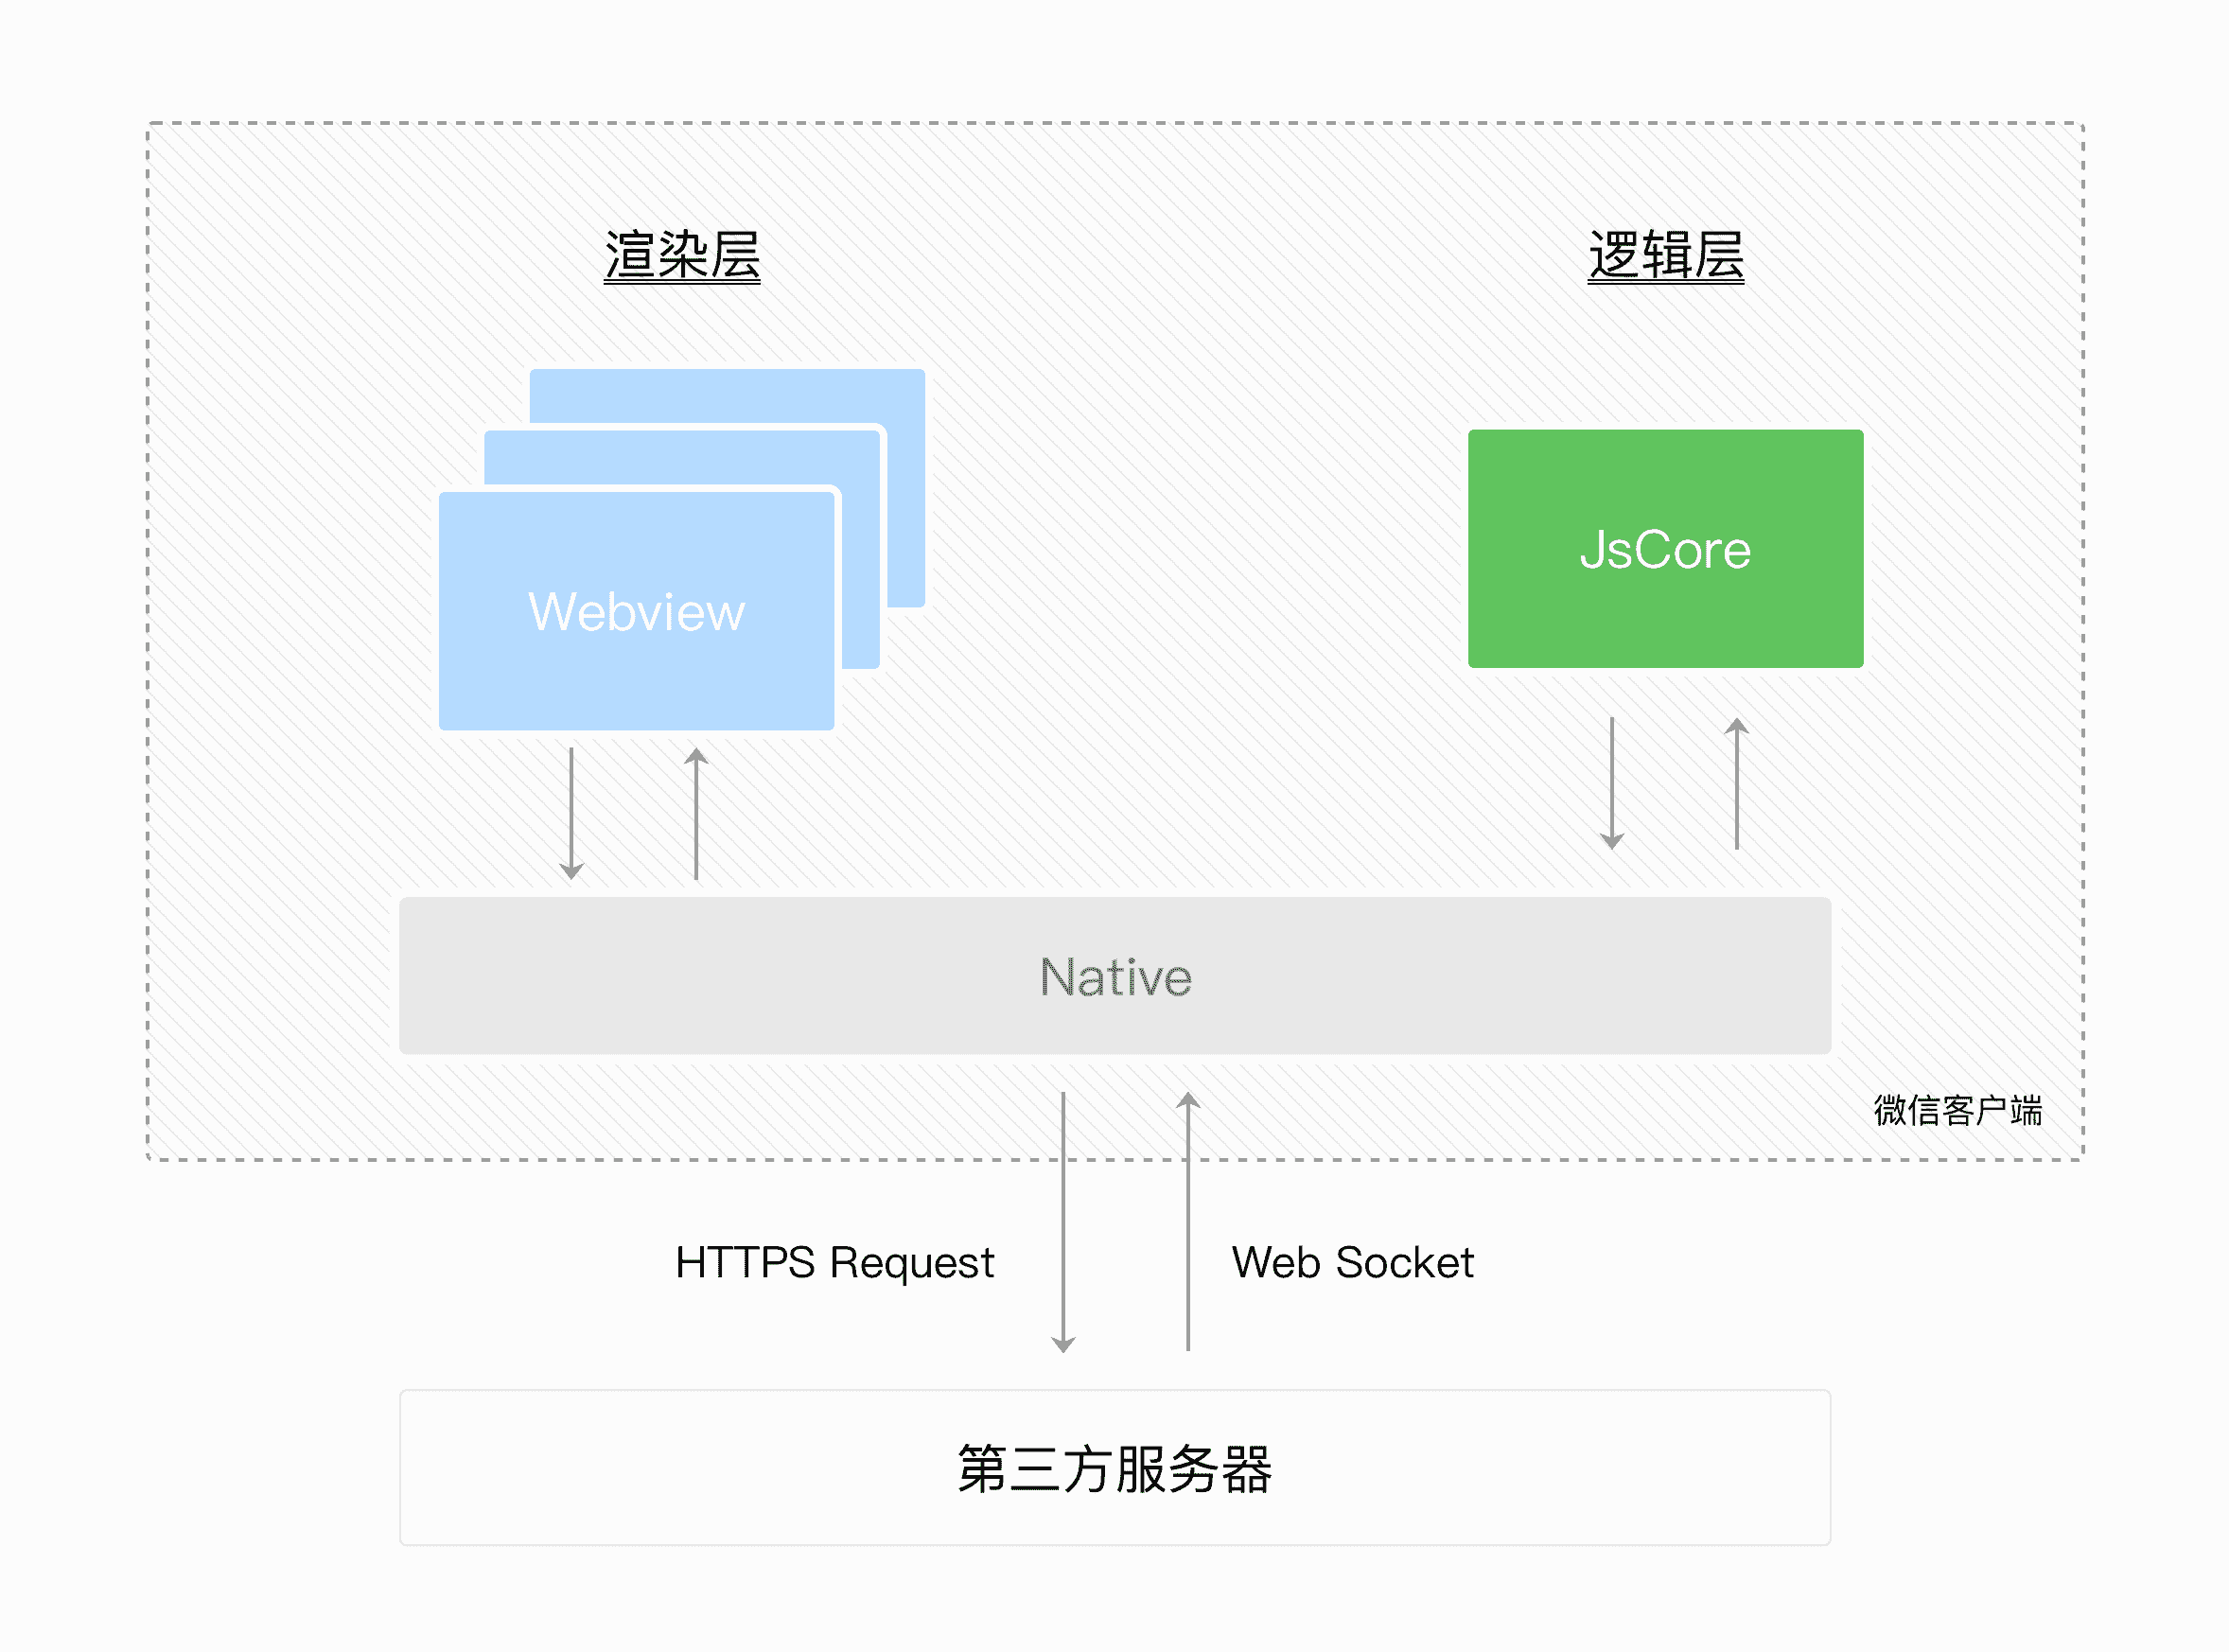 渲染层
逻辑层
Webview
JsCore
Native
微信客户端
HTTPS Request
Web Socket
第三方服务器